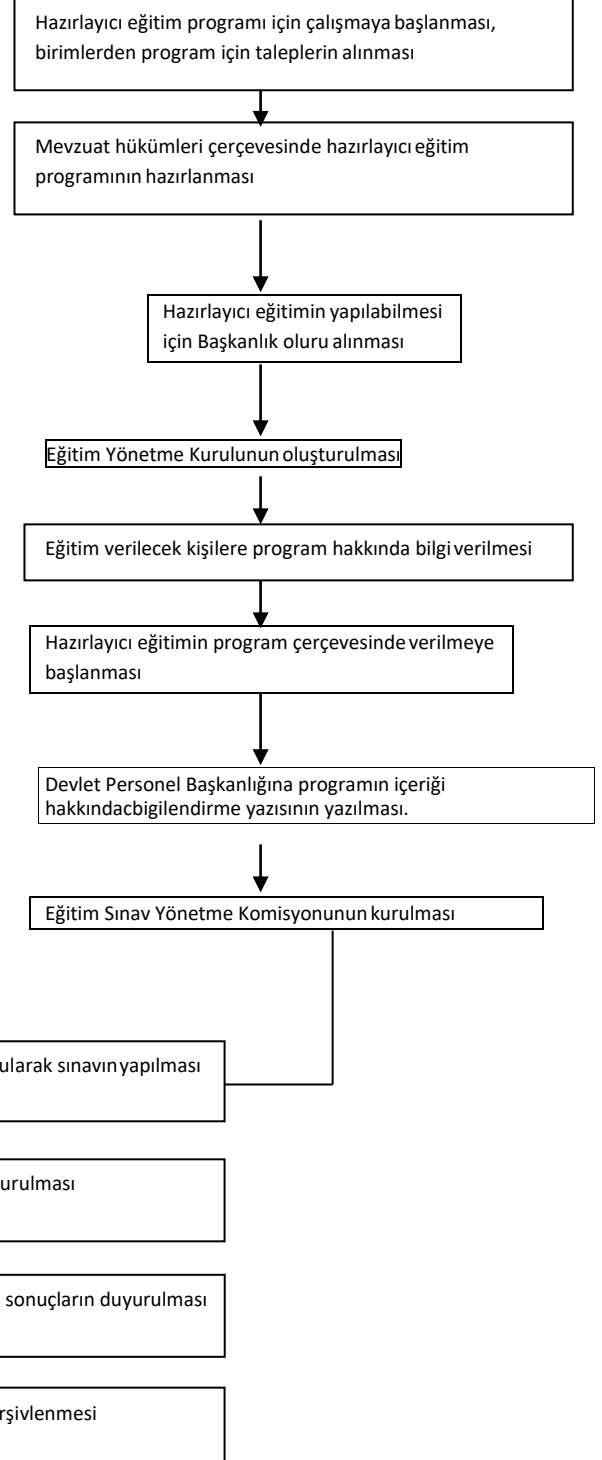 Hazırlayıcı eğitim programı için çalışmaya başlanması,
birimlerden program için taleplerin alınması
Mevzuat hükümleri çerçevesinde hazırlayıcı eğitim
programının hazırlanması
Hazırlayıcı eğitimin yapılabilmesi
için Başkanlık oluru alınması
Eğitim Yönetme Kurulunun oluşturulması
Eğitim verilecek kişilere program hakkında bilgi verilmesi
Hazırlayıcı eğitimin program çerçevesinde verilmeye
başlanması
Devlet Personel Başkanlığına programın içeriği
hakkındacbigilendirme yazısının yazılması.
Eğitim Sınav Yönetme Komisyonunun kurulması
ularak sınavın yapılması
urulması
sonuçların duyurulması
rşivlenmesi